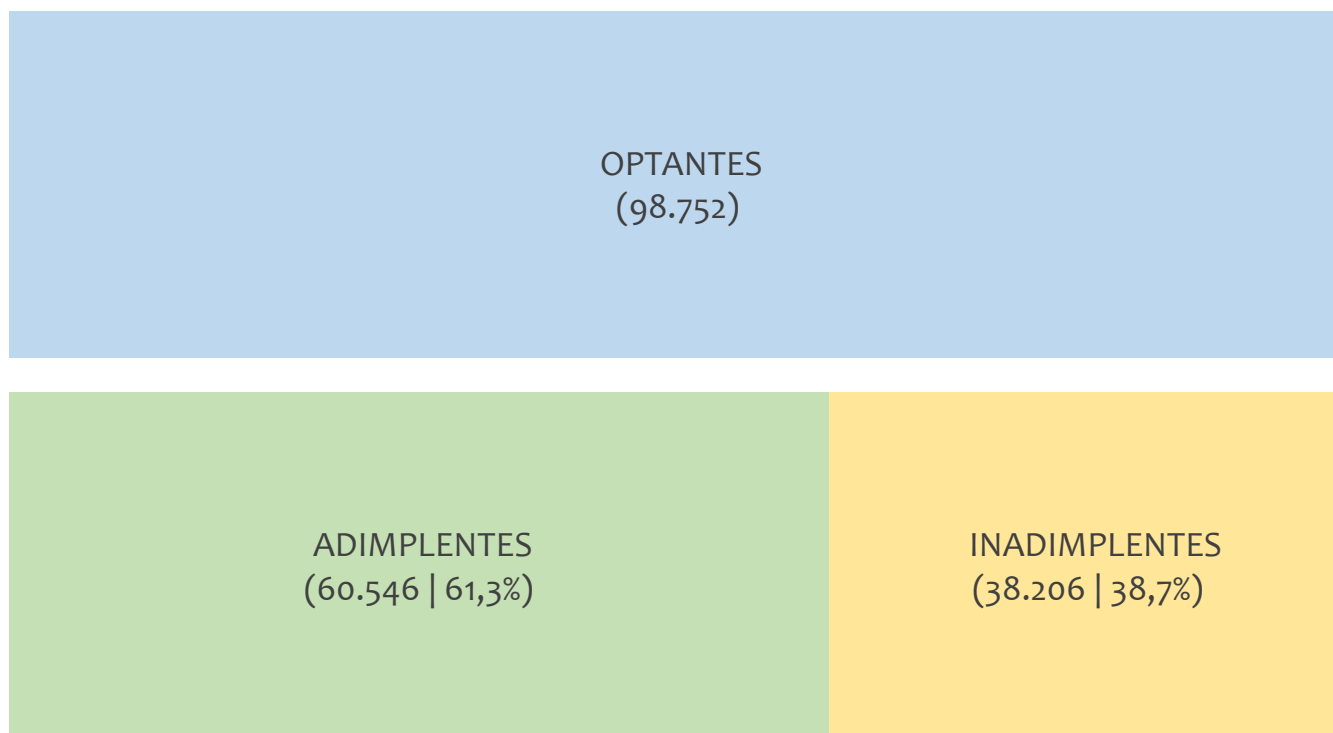 OPTANTES
(98.752)
ADIMPLENTES
(60.546 | 61,3%)
INADIMPLENTES
(38.206 | 38,7%)